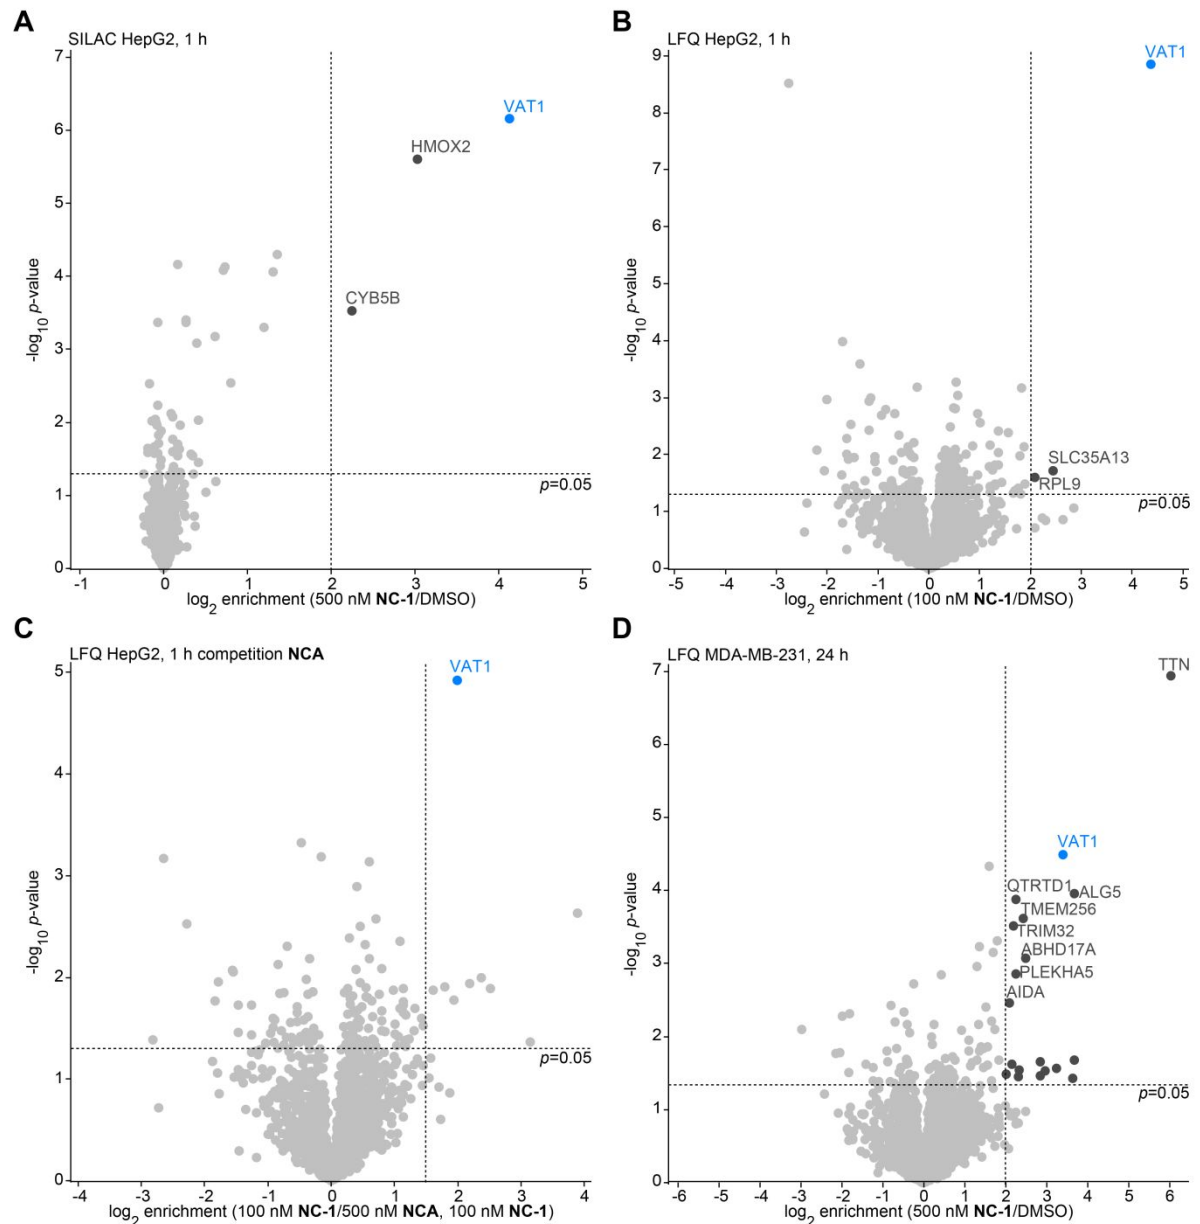 A
SILAC HepG2, 1 h
7
6
5
4
3
2
1
0
-log10 p-value
VAT1
HMOX2
CYB5B
p=0.05
-1 0 1 2 3 4 5
log2 enrichment (500 nM NC-1/DMSO)
B
LFQ HepG2, 1 h
9
8
7
6
5
4
3
2
1
0
-log10 p-value
VAT1
SLC35A13
RPL9
p=0.05
-5 -4 -3 -2 -1 0 1 2 3 4 5
log2 enrichment (100 nM NC-1/DMSO)
C
LFQ HepG2, 1 h competition NCA
5
4
3
2
1
0
-log10 p-value
VAT1
p=0.05
-4 -3 -2 -1 0 1 2 3 4
log2 enrichment (100 nM NC-1/500 nM NCA, 100 nM NC-1)
D
LFQ MDA-MB-231, 24 h
7
6
5
4
3
2
1
0
-log10 p-value
TTN
VAT1
QTRTD1
ALG5
TMEM256
TRIM32
ABHD17A
PLEKHA5
AIDA
p=0.05
-6 -5 -4 -3 -2 -1 0 1 2 3 4 5 6
log2 enrichment (500 nM NC-1/DMSO)